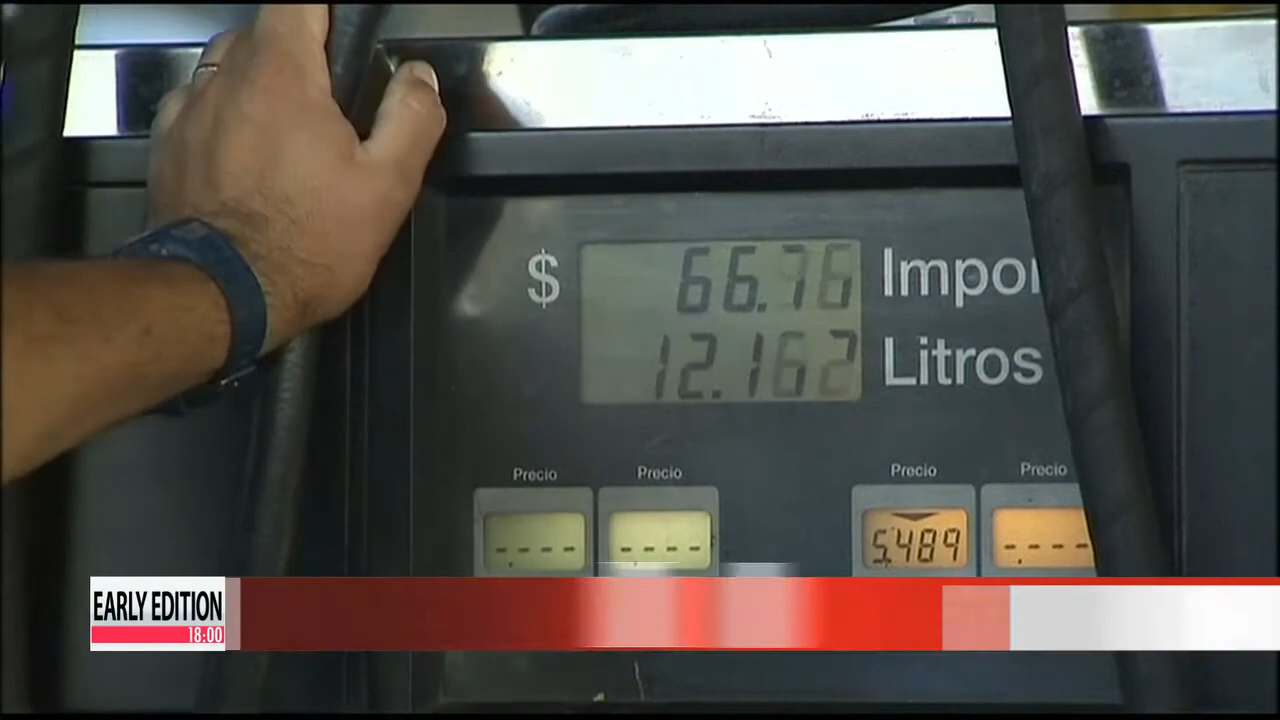 $ 66.76 Impor
12.162 Litros
Precio Precio Precio Precio
---- ---- 5.489 ----
EARLY EDITION
18:00